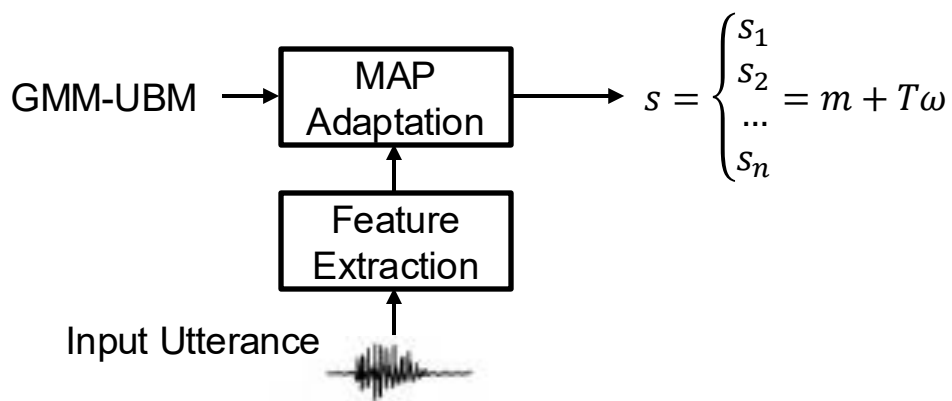 GMM-UBM
MAP
Adaptation
s = { s₁ s₂ ... sₙ = m + Tω
Feature
Extraction
Input Utterance